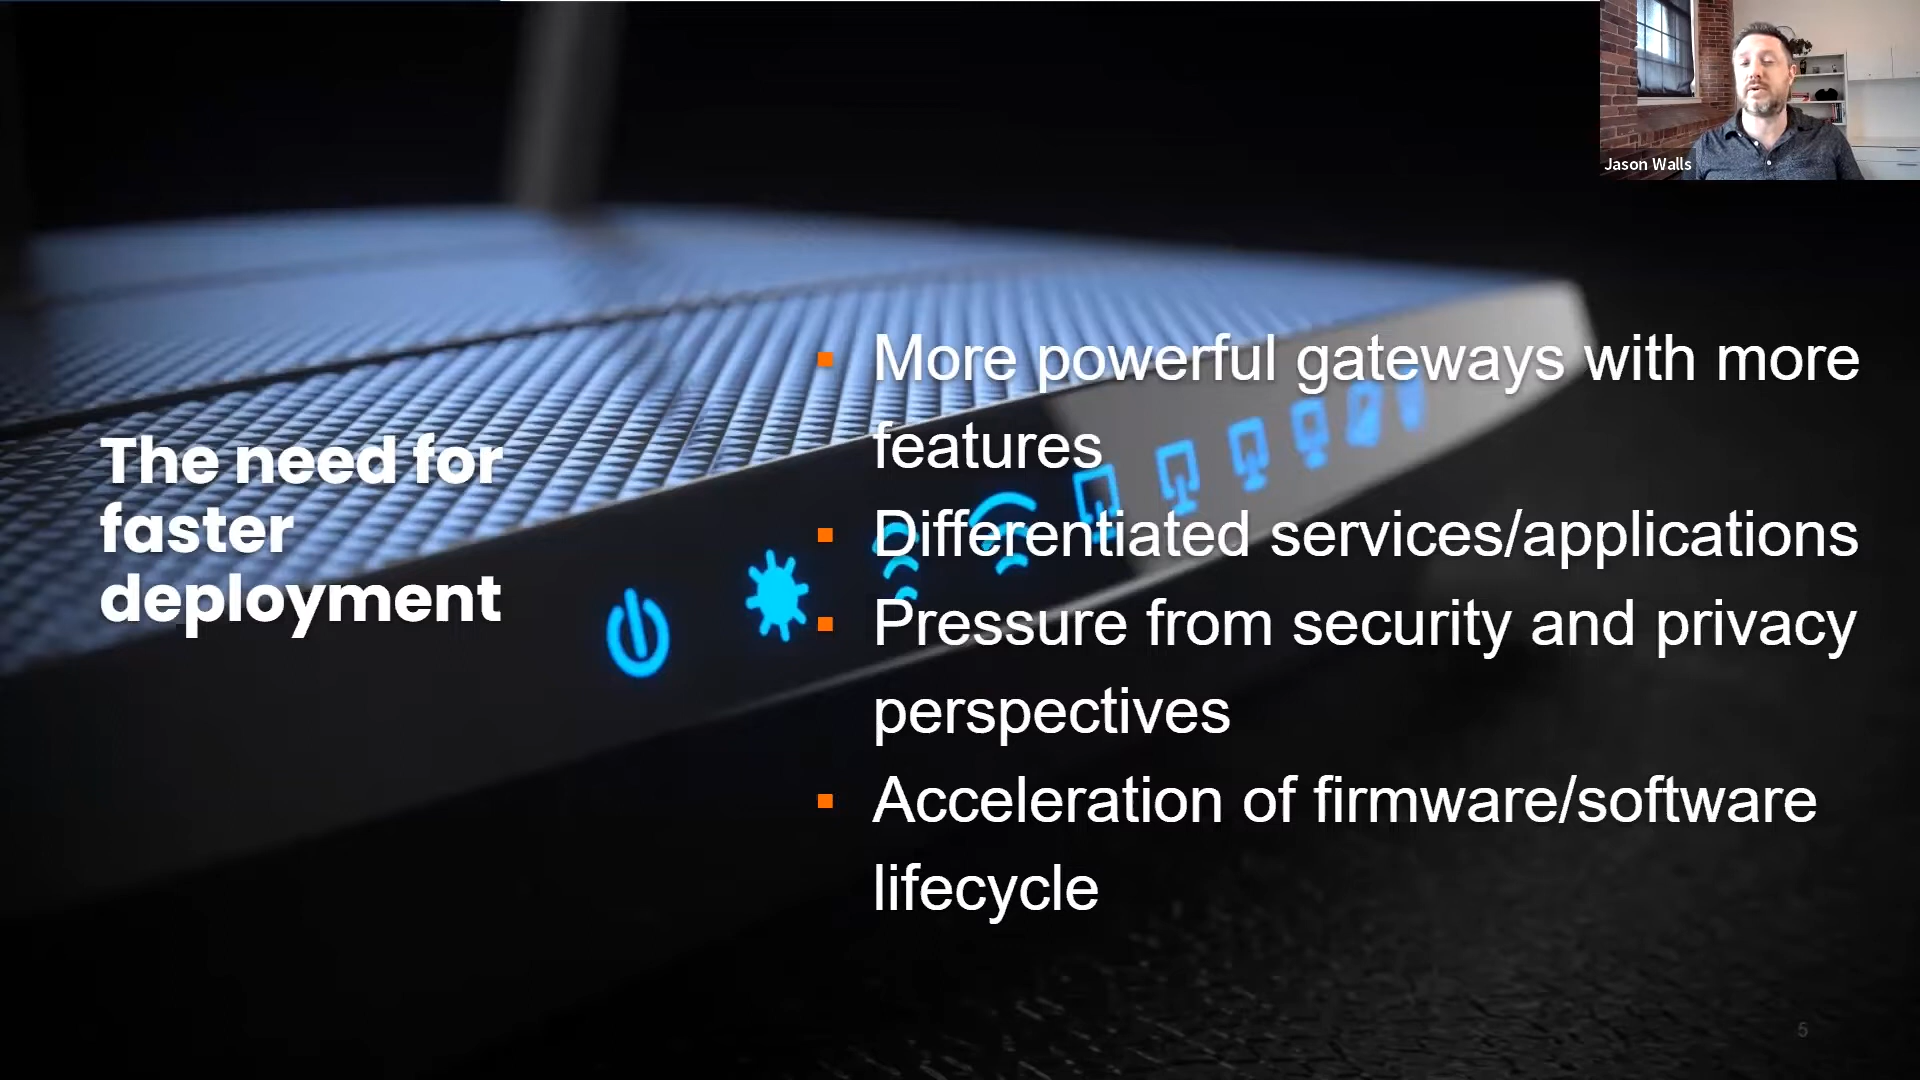 Jason Walls
The need for
faster
deployment
More powerful gateways with more
features
Differentiated services/applications
Pressure from security and privacy
perspectives
Acceleration of firmware/software
lifecycle
5